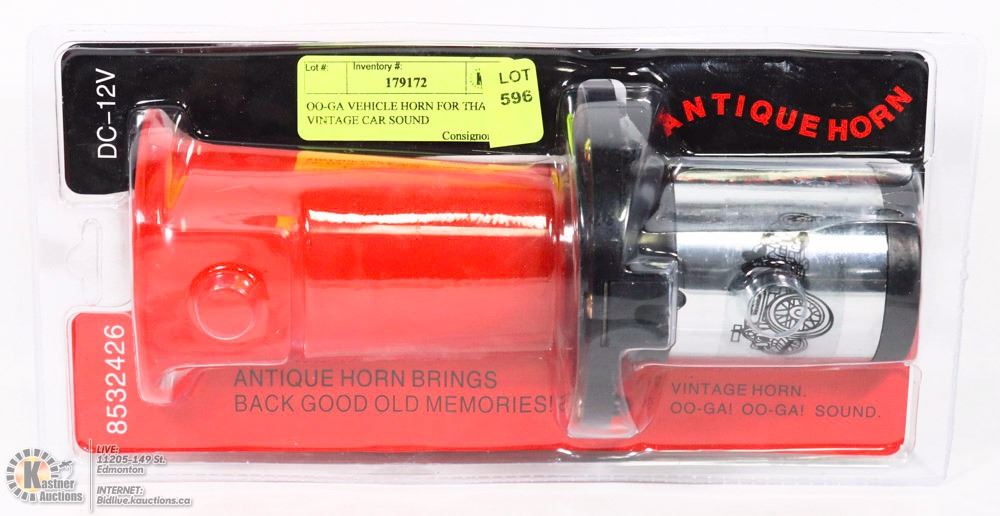 DC-12V
Lot #: Inventory #:
179172
LOT
596
OO-GA VEHICLE HORN FOR THA
VINTAGE CAR SOUND
Consignor
ANTIQUE HORN
8532426
ANTIQUE HORN BRINGS
BACK GOOD OLD MEMORIES!
VINTAGE HORN.
OO-GA! OO-GA! SOUND.
Kastner
Auctions
LIVE:
11205-149 St.
Edmonton
INTERNET:
Bidlive.kauctions.ca